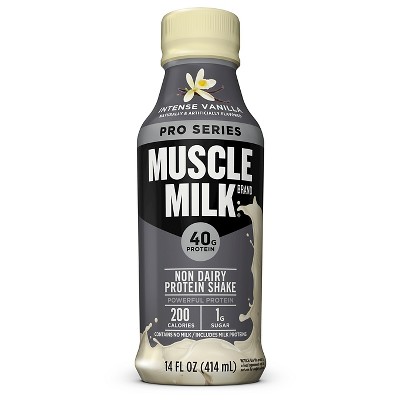 INTENSE VANILLA
NATURALLY & ARTIFICIALLY FLAVORED
PRO SERIES
MUSCLE
MILK
BRAND
40G
PROTEIN
NON DAIRY
PROTEIN SHAKE
POWERFUL PROTEIN
200
CALORIES
1G
SUGAR
CONTAINS NO MILK / INCLUDES MILK PROTEINS
14 FL OZ (414 mL)